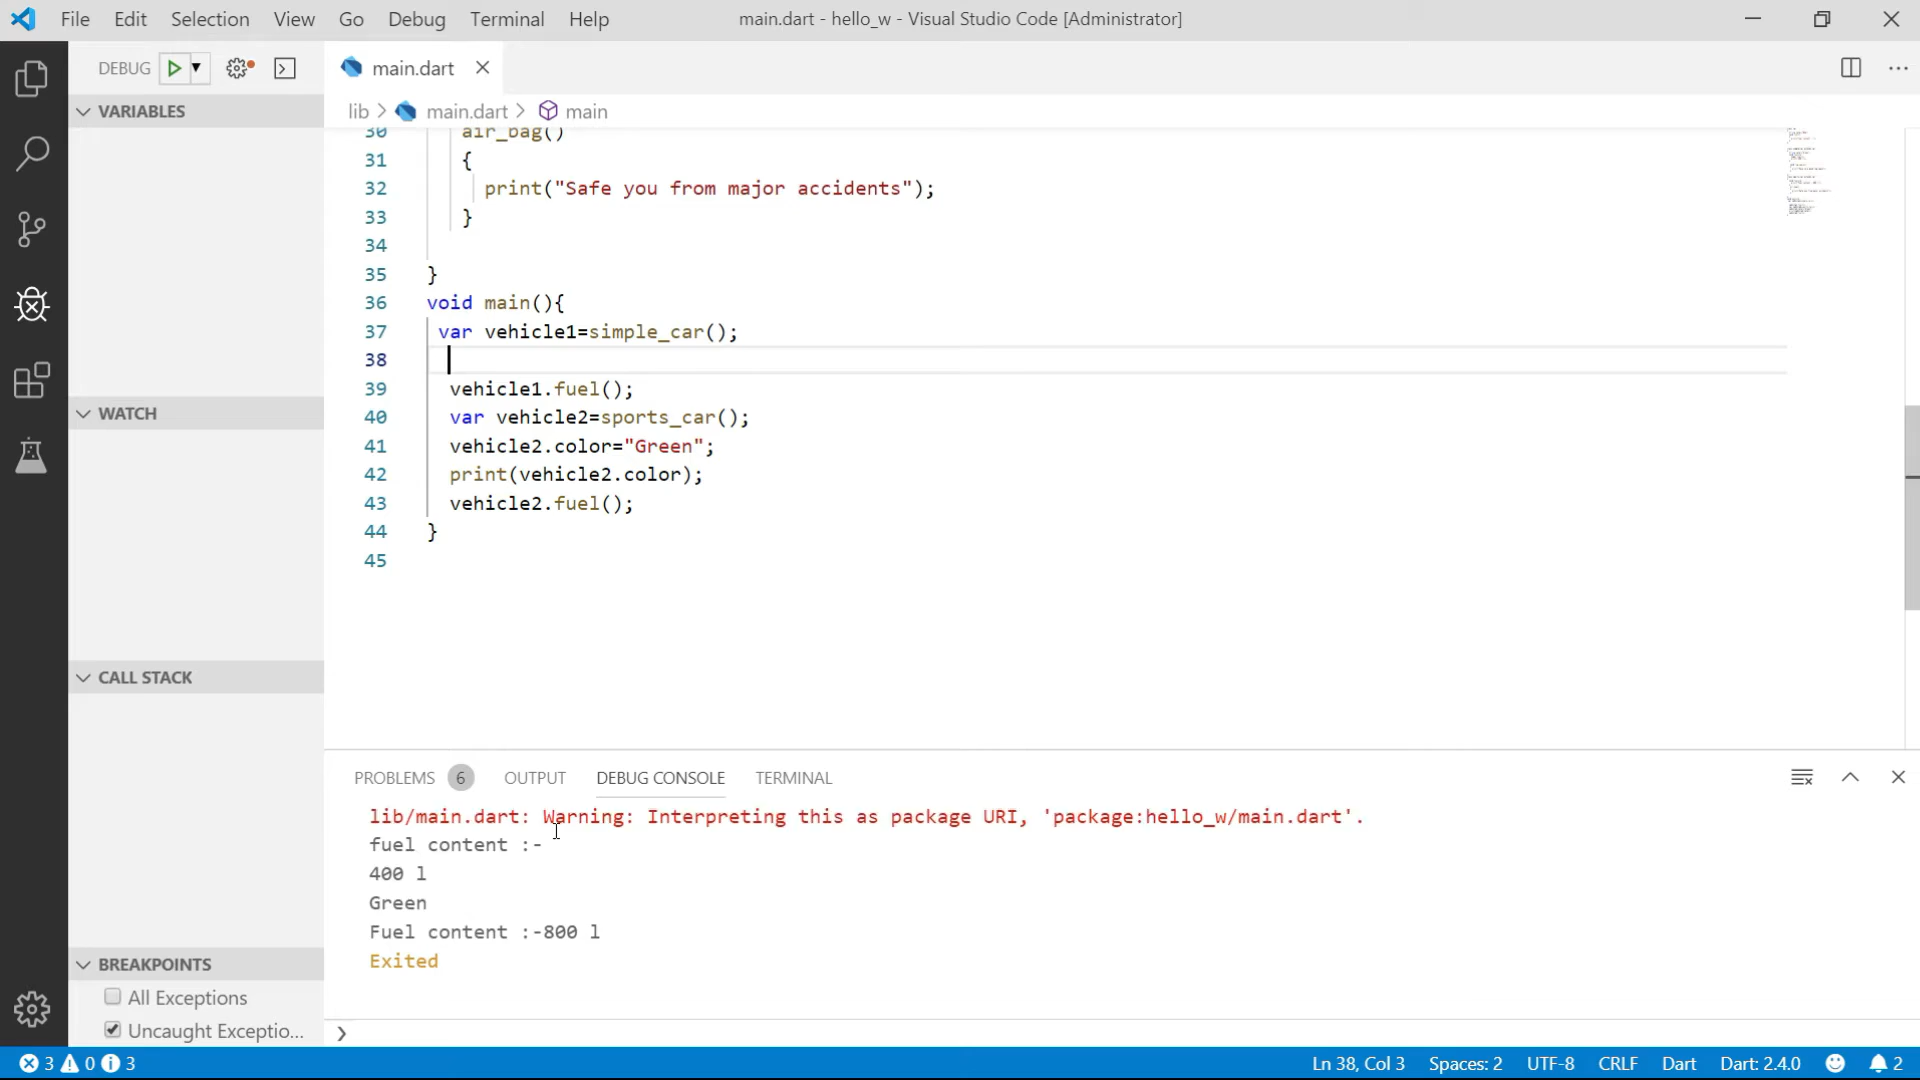 File Edit Selection View Go Debug Terminal Help
main.dart - hello_w - Visual Studio Code [Administrator]
DEBUG
main.dart
VARIABLES
WATCH
CALL STACK
BREAKPOINTS
All Exceptions
Uncaught Exceptio...
lib > main.dart > main
30 air_bag()
31 {
32 print("Safe you from major accidents");
33 }
34
35 }
36 void main(){
37 var vehicle1=simple_car();
38
39 vehicle1.fuel();
40 var vehicle2=sports_car();
41 vehicle2.color="Green";
42 print(vehicle2.color);
43 vehicle2.fuel();
44 }
45
PROBLEMS 6 OUTPUT DEBUG CONSOLE TERMINAL
lib/main.dart: Warning: Interpreting this as package URI, 'package:hello_w/main.dart'.
fuel content :-
400 l
Green
Fuel content :-800 l
Exited
3 0 3
Ln 38, Col 3 Spaces: 2 UTF-8 CRLF Dart Dart: 2.4.0 2